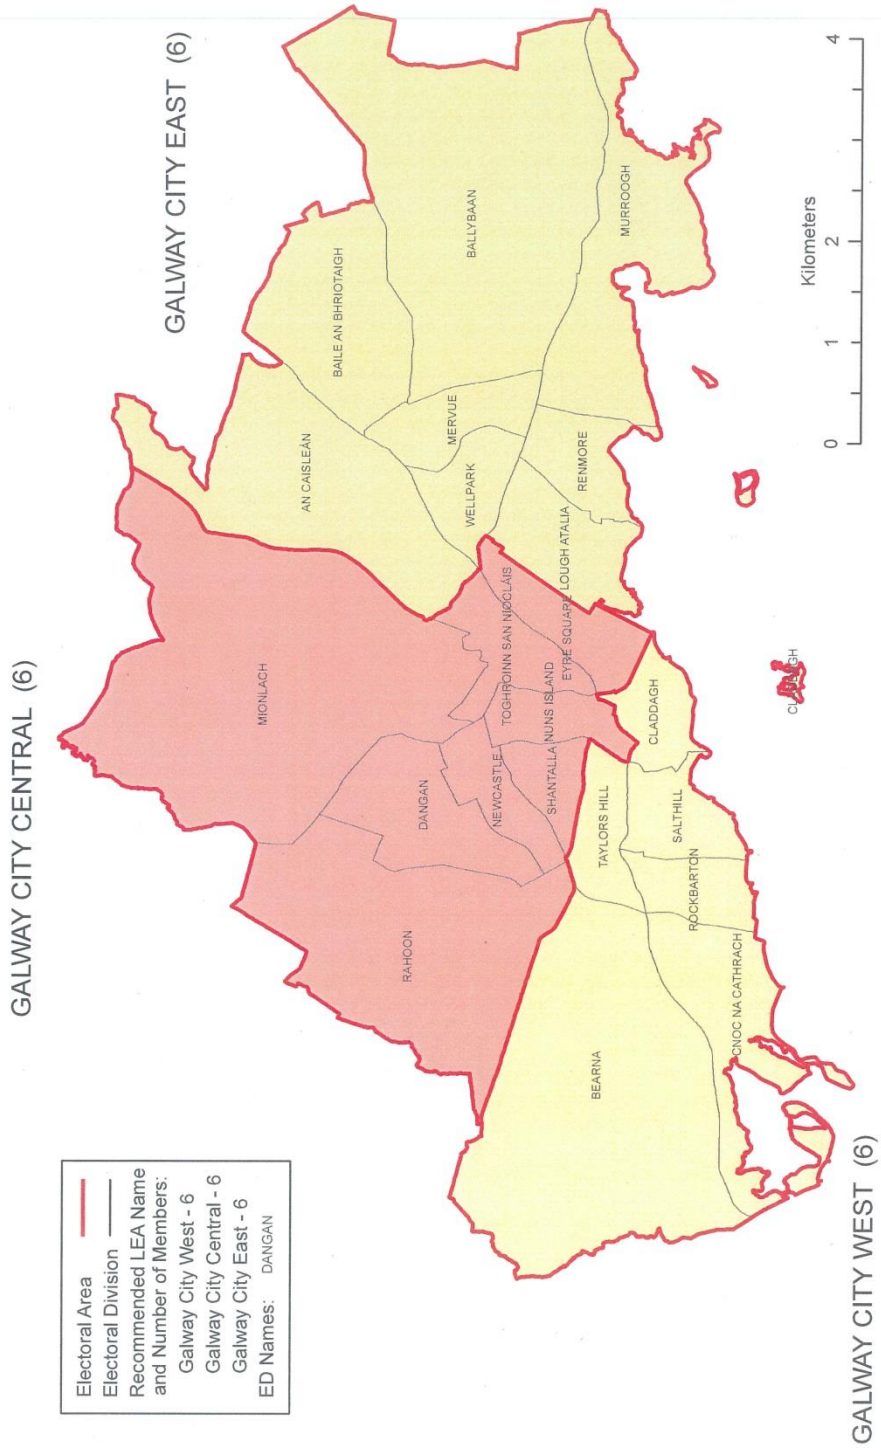 GALWAY CITY CENTRAL (6)
Electoral Area
Electoral Division
Recommended LEA Name
and Number of Members:
Galway City West - 6
Galway City Central - 6
Galway City East - 6
ED Names: DANGAN
GALWAY CITY EAST (6)
MIONLACH
AN CAISLEÁN
BAILE AN BHRIOTAIGH
RAHOON
DANGAN
MERVUE
BALLYBAAN
WELLPARK
NEWCASTLE
TOGHROINN SAN NIOCLÁIS
SHANTALLA
NUNS ISLAND
EYRE SQUARE
LOUGH ATALIA
RENMORE
MURROOGH
BEARNA
TAYLORS HILL
CLADDAGH
SALTHILL
ROCKBARTON
CNOC NA CATHRACH
GALWAY CITY WEST (6)
Kilometers
0 1 2 4